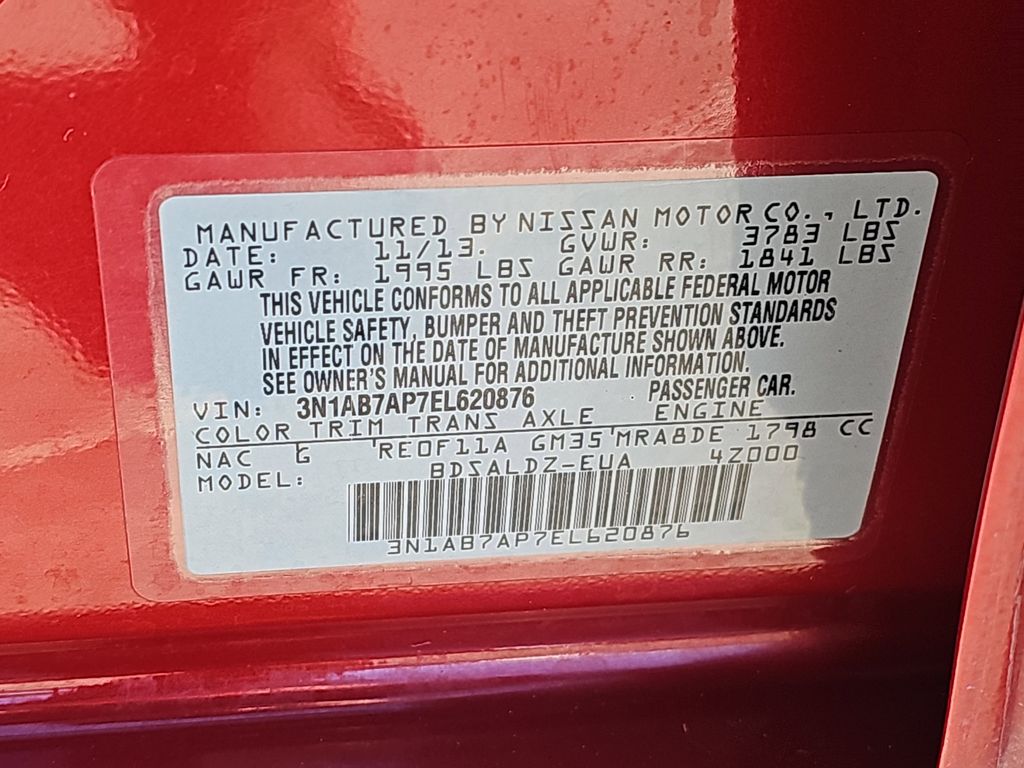 MANUFACTURED BY NISSAN MOTOR CO., LTD.
DATE: 11/13. GVWR: 3783 LBS
GAWR FR: 1995 LBS GAWR RR: 1841 LBS
THIS VEHICLE CONFORMS TO ALL APPLICABLE FEDERAL MOTOR
VEHICLE SAFETY, BUMPER AND THEFT PREVENTION STANDARDS
IN EFFECT ON THE DATE OF MANUFACTURE SHOWN ABOVE.
SEE OWNER'S MANUAL FOR ADDITIONAL INFORMATION.
VIN: 3N1AB7AP7EL620876 PASSENGER CAR.
COLOR TRIM TRANS AXLE ENGINE
NAC G RE0F11A GM35 MRA8DE 1798 CC
MODEL: BDSALDZ-EUA 4Z000
3N1AB7AP7EL620876